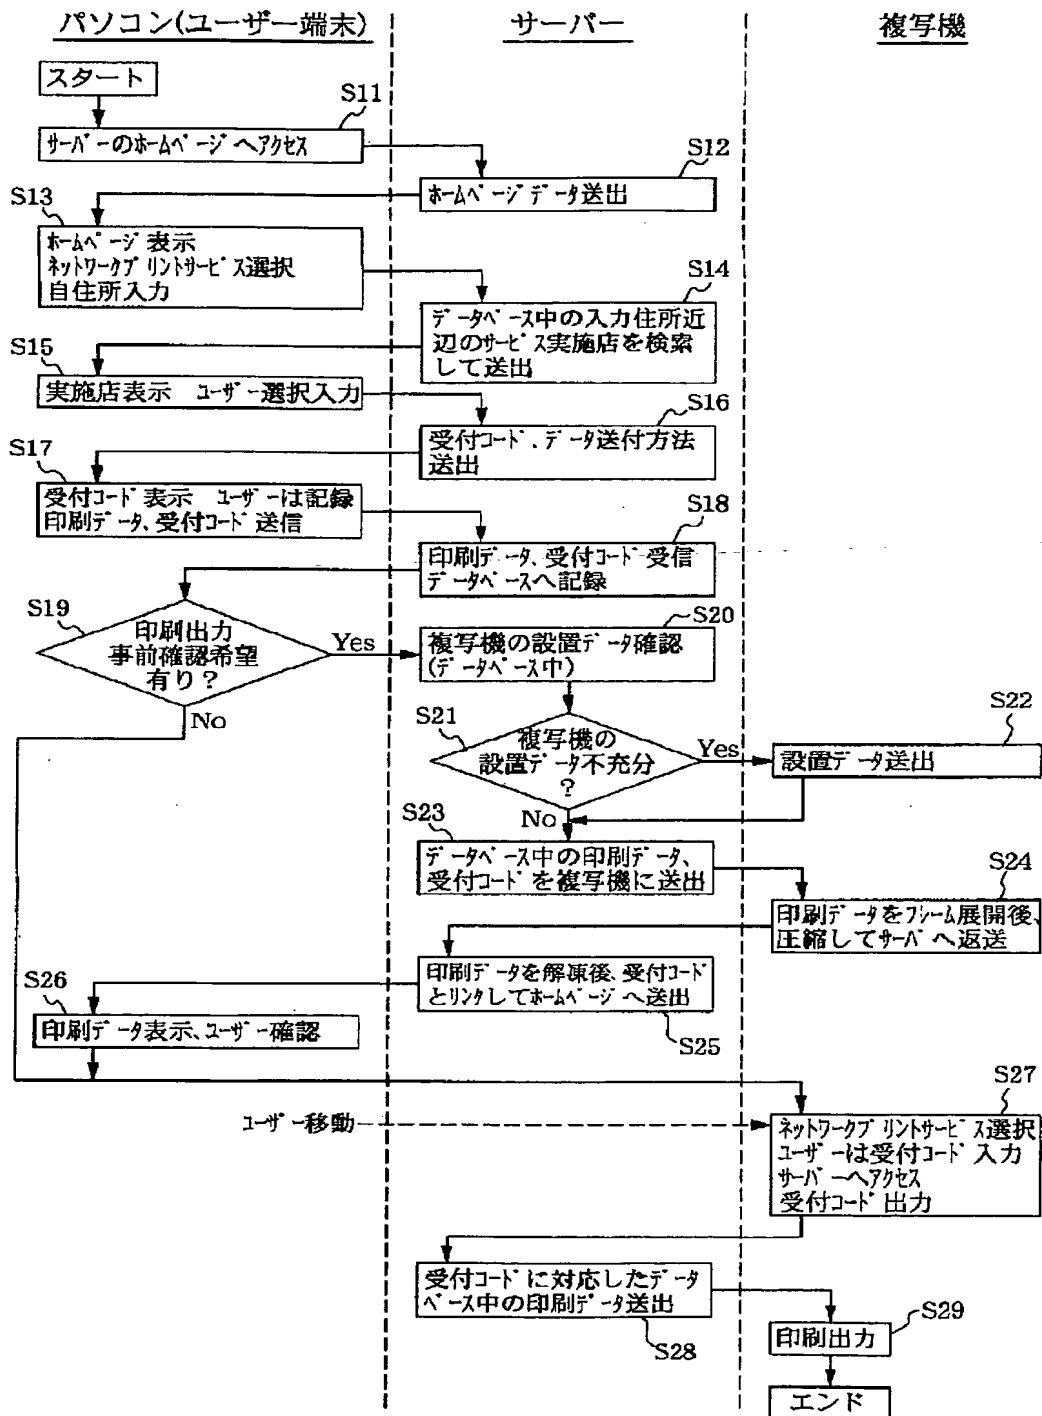 パソコン(ユーザー端末)
サーバー
複写機
スタート
S11
サーバーのホームページへアクセス
S12
ホームページデータ送出
S13
ホームページ表示
ネットワークプリントサービス選択
自住所入力
S14
データベース中の入力住所近
辺のサービス実施店を検索
して送出
S15
実施店表示　ユーザー選択入力
S16
受付コード、データ送付方法
送出
S17
受付コード表示　ユーザーは記録
印刷データ、受付コード送信
S18
印刷データ、受付コード受信
データベースへ記録
S19
印刷出力
事前確認希望
有り？
Yes
No
S20
複写機の設置データ確認
(データベース中)
S21
複写機の
設置データ不充分
？
Yes
No
S22
設置データ送出
S23
データベース中の印刷データ、
受付コードを複写機に送出
S24
印刷データをフレーム展開後、
圧縮してサーバへ返送
印刷データを解凍後、受付コード
とリンクしてホームページへ送出
S25
S26
印刷データ表示、ユーザー確認
S27
ユーザー移動
ネットワークプリントサービス選択
ユーザーは受付コード入力
サーバーへアクセス
受付コード出力
受付コードに対応したデータ
ベース中の印刷データ送出
S28
S29
印刷出力
エンド